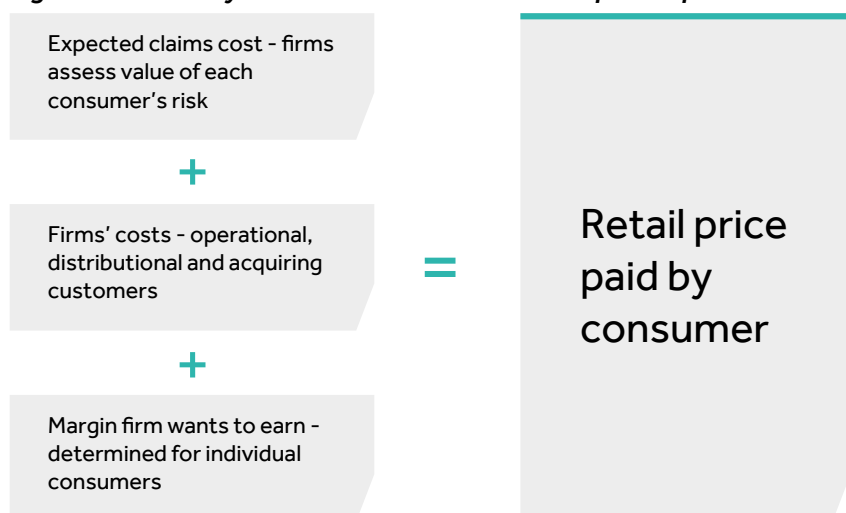 Expected claims cost - firms
assess value of each
consumer's risk
+
Firms' costs - operational,
distributional and acquiring
customers
+
Margin firm wants to earn -
determined for individual
consumers
=
Retail price
paid by
consumer